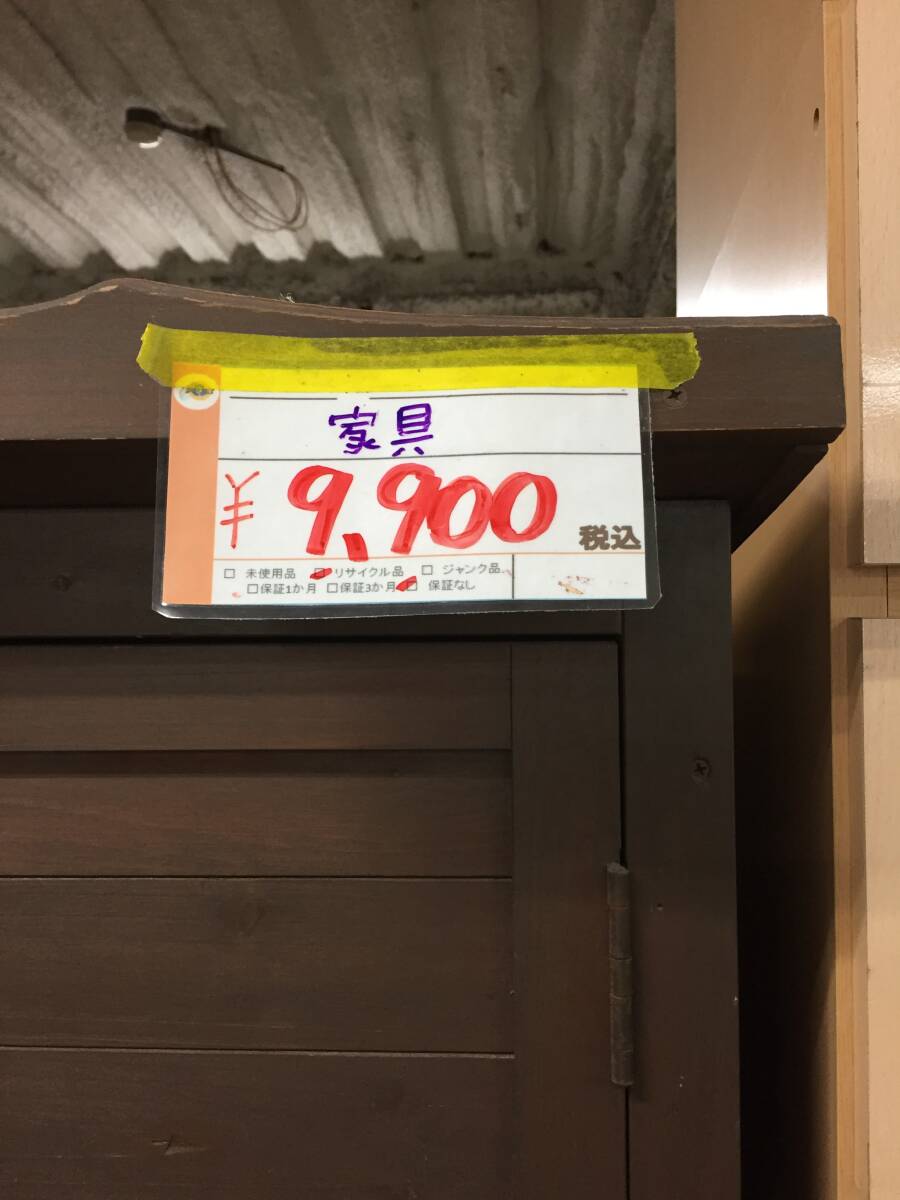 家具
¥ 9,900 税込
□ 未使用品 □ リサイクル品 □ ジャンク品
□保証1か月 □保証3か月 □ 保証なし